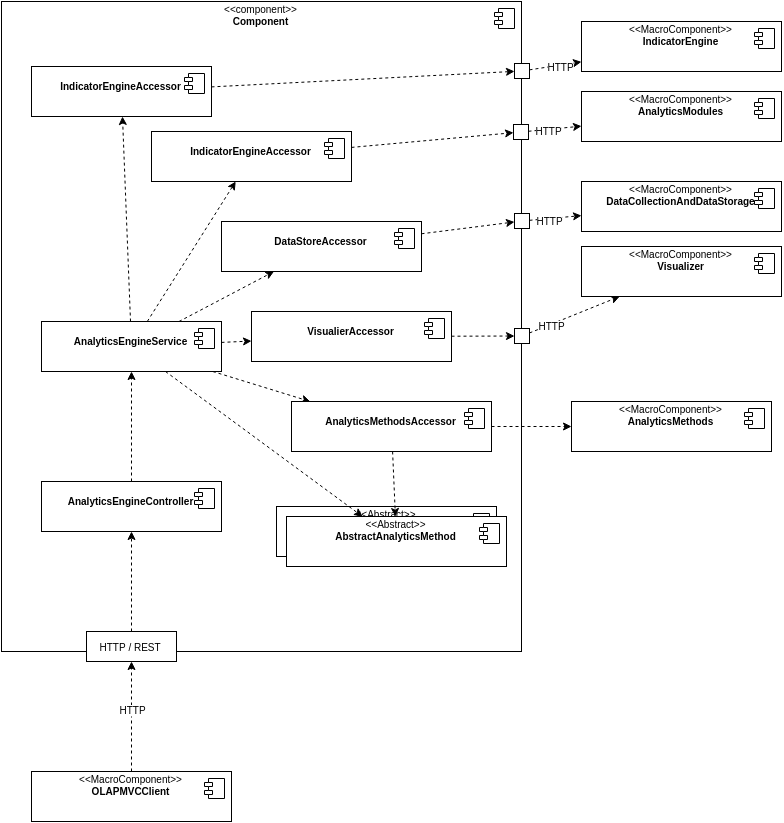 <<component>>
Component
<<MacroComponent>>
IndicatorEngine
HTTP
IndicatorEngineAccessor
<<MacroComponent>>
AnalyticsModules
HTTP
IndicatorEngineAccessor
<<MacroComponent>>
DataCollectionAndDataStorage
HTTP
DataStoreAccessor
<<MacroComponent>>
Visualizer
HTTP
AnalyticsEngineService
VisualierAccessor
<<MacroComponent>>
AnalyticsMethods
AnalyticsMethodsAccessor
AnalyticsEngineController
<<Abstract>>
<<Abstract>>
AbstractAnalyticsMethod
HTTP / REST
HTTP
<<MacroComponent>>
OLAPMVCClient